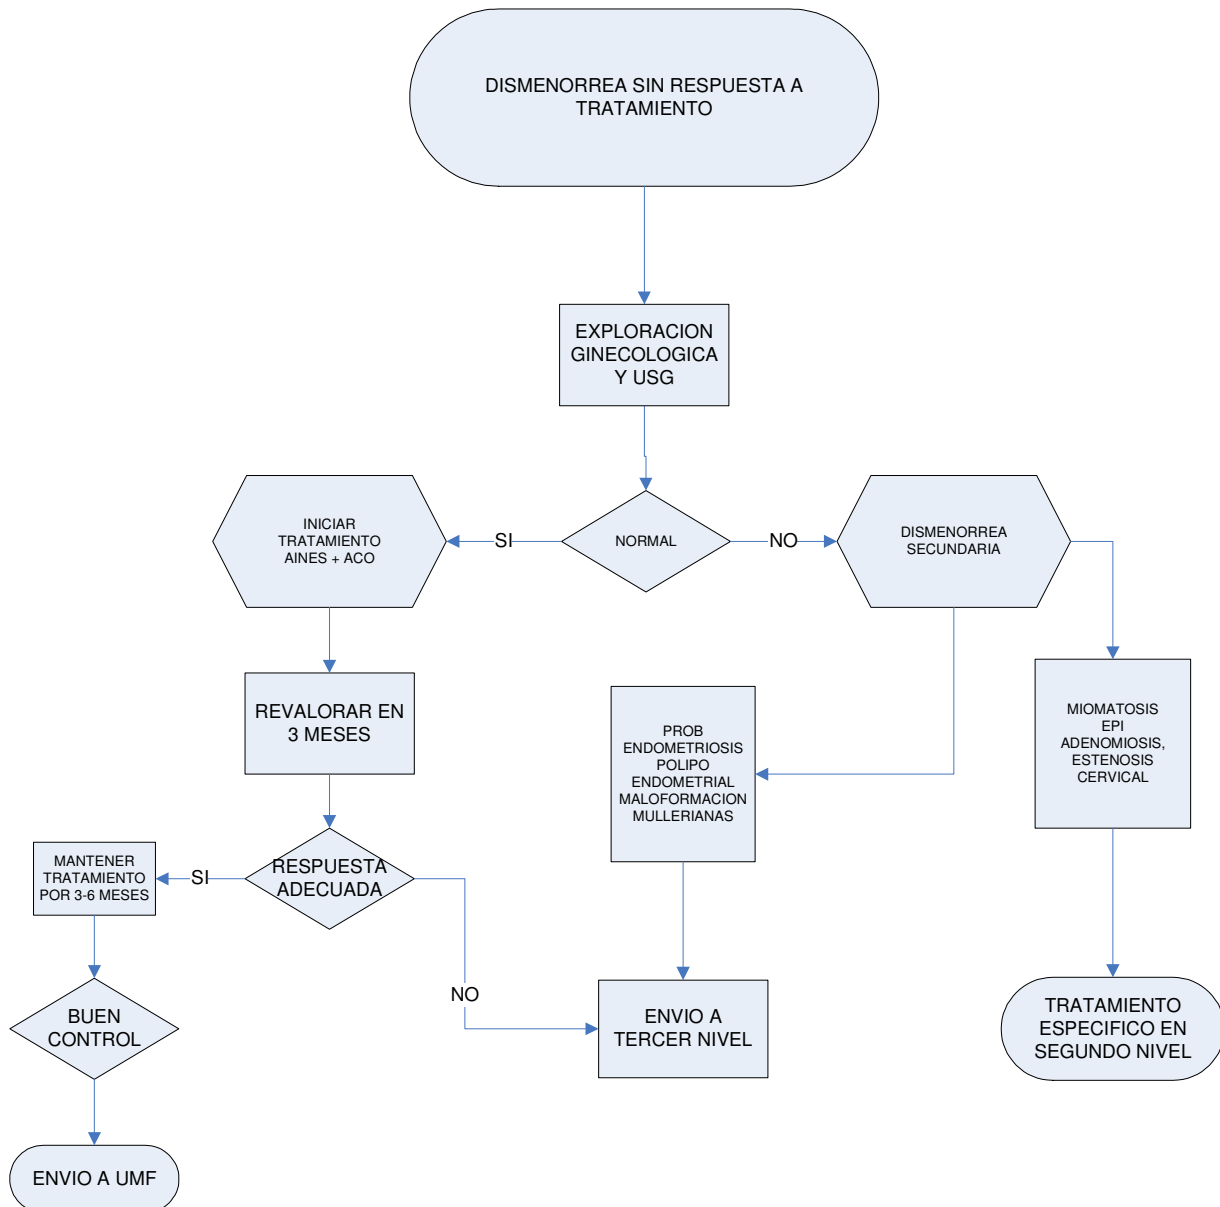 DISMENORREA SIN RESPUESTA A
TRATAMIENTO
EXPLORACION
GINECOLOGICA
Y USG
INICIAR
TRATAMIENTO
AINES + ACO
SI
NORMAL
NO
DISMENORREA
SECUNDARIA
REVALORAR EN
3 MESES
PROB
ENDOMETRIOSIS
POLIPO
ENDOMETRIAL
MALOFORMACION
MULLERIANAS
MIOMATOSIS
EPI
ADENOMIOSIS,
ESTENOSIS
CERVICAL
MANTENER
TRATAMIENTO
POR 3-6 MESES
SI
RESPUESTA
ADECUADA
NO
BUEN
CONTROL
ENVIO A
TERCER NIVEL
TRATAMIENTO
ESPECIFICO EN
SEGUNDO NIVEL
ENVIO A UMF